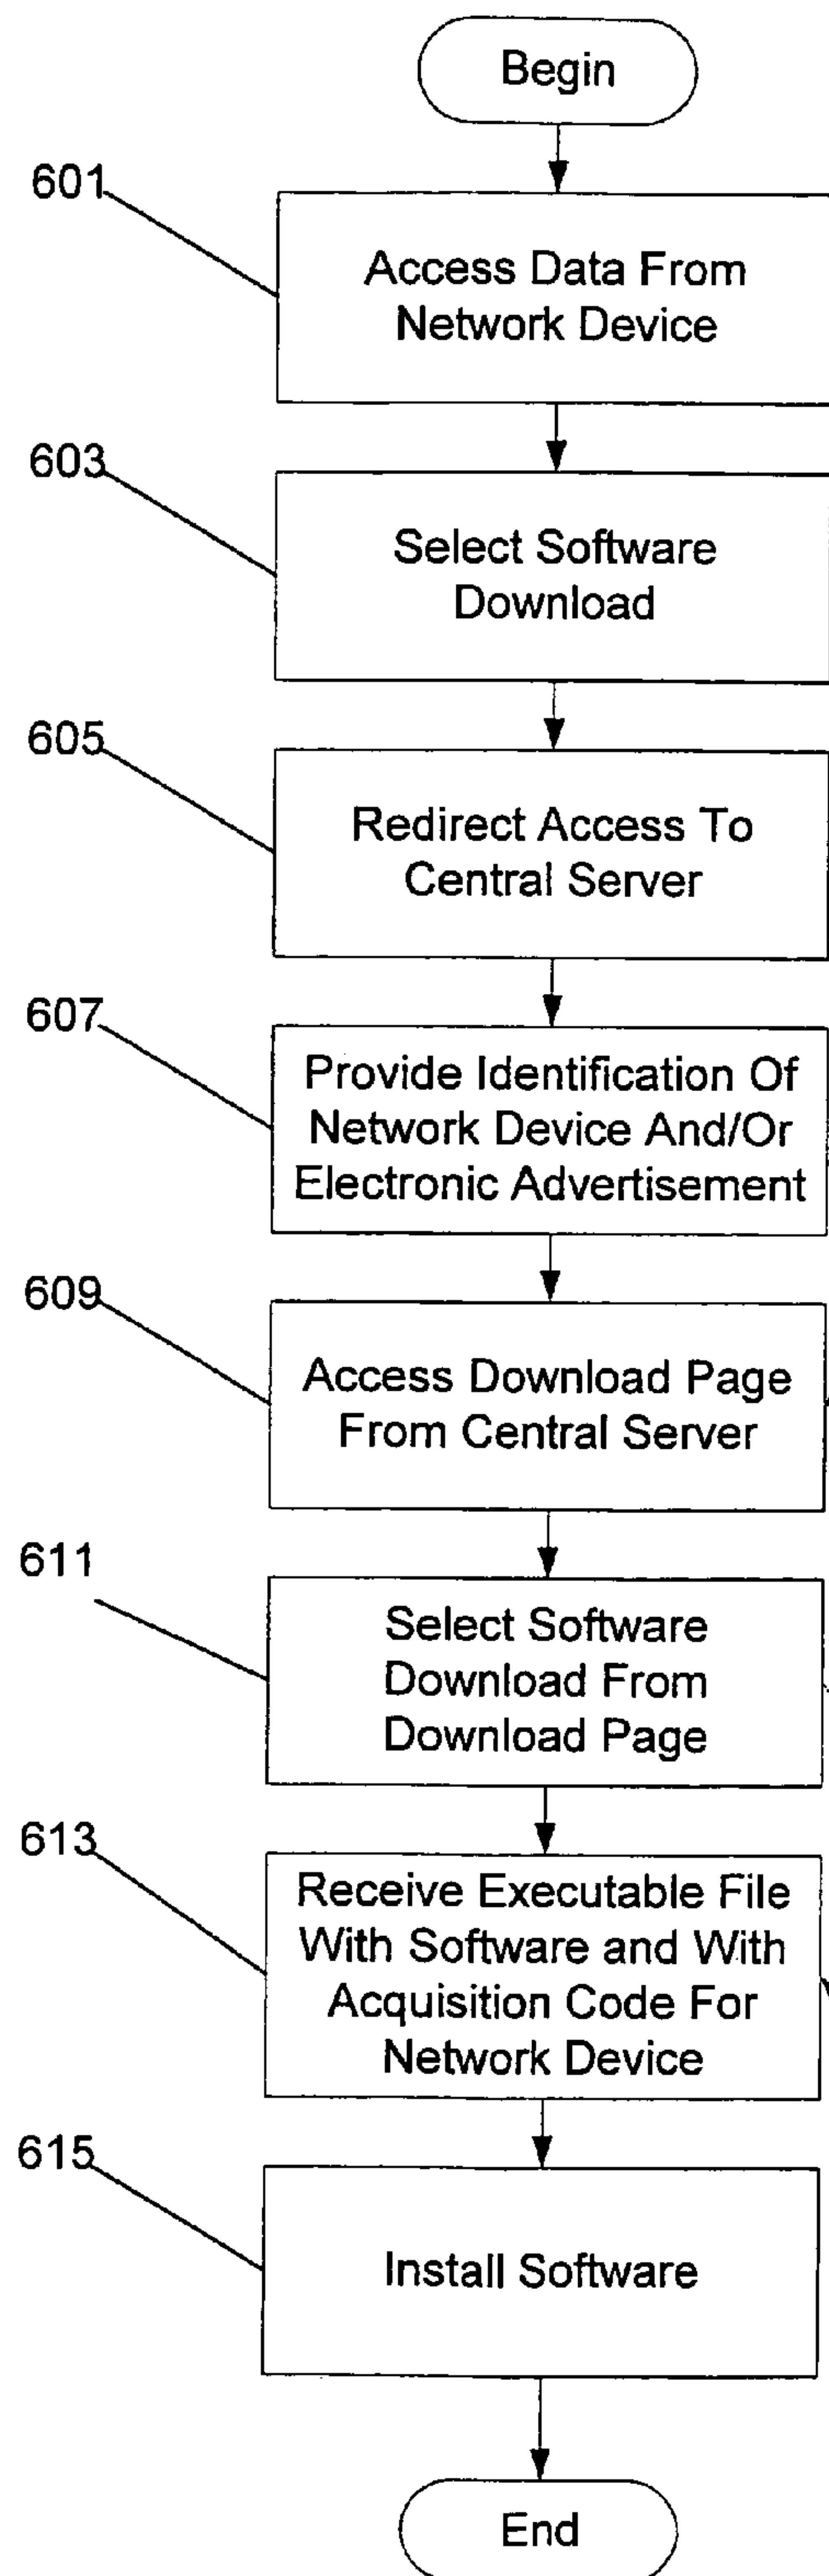 Begin
601
Access Data From
Network Device
603
Select Software
Download
605
Redirect Access To
Central Server
607
Provide Identification Of
Network Device And/Or
Electronic Advertisement
609
Access Download Page
From Central Server
611
Select Software
Download From
Download Page
613
Receive Executable File
With Software and With
Acquisition Code For
Network Device
615
Install Software
End